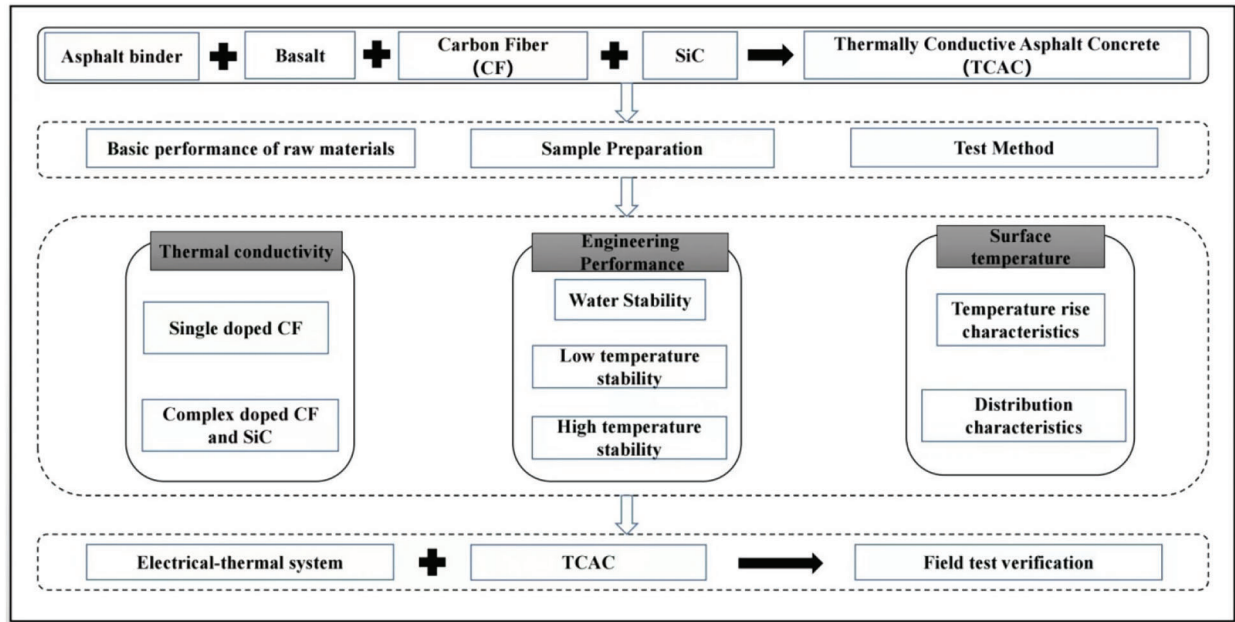 Asphalt binder
Basalt
Carbon Fiber
(CF)
SiC
Thermally Conductive Asphalt Concrete
(TCAC)
Basic performance of raw materials
Sample Preparation
Test Method
Thermal conductivity
Single doped CF
Complex doped CF
and SiC
Engineering
Performance
Water Stability
Low temperature
stability
High temperature
stability
Surface
temperature
Temperature rise
characteristics
Distribution
characteristics
Electrical-thermal system
TCAC
Field test verification